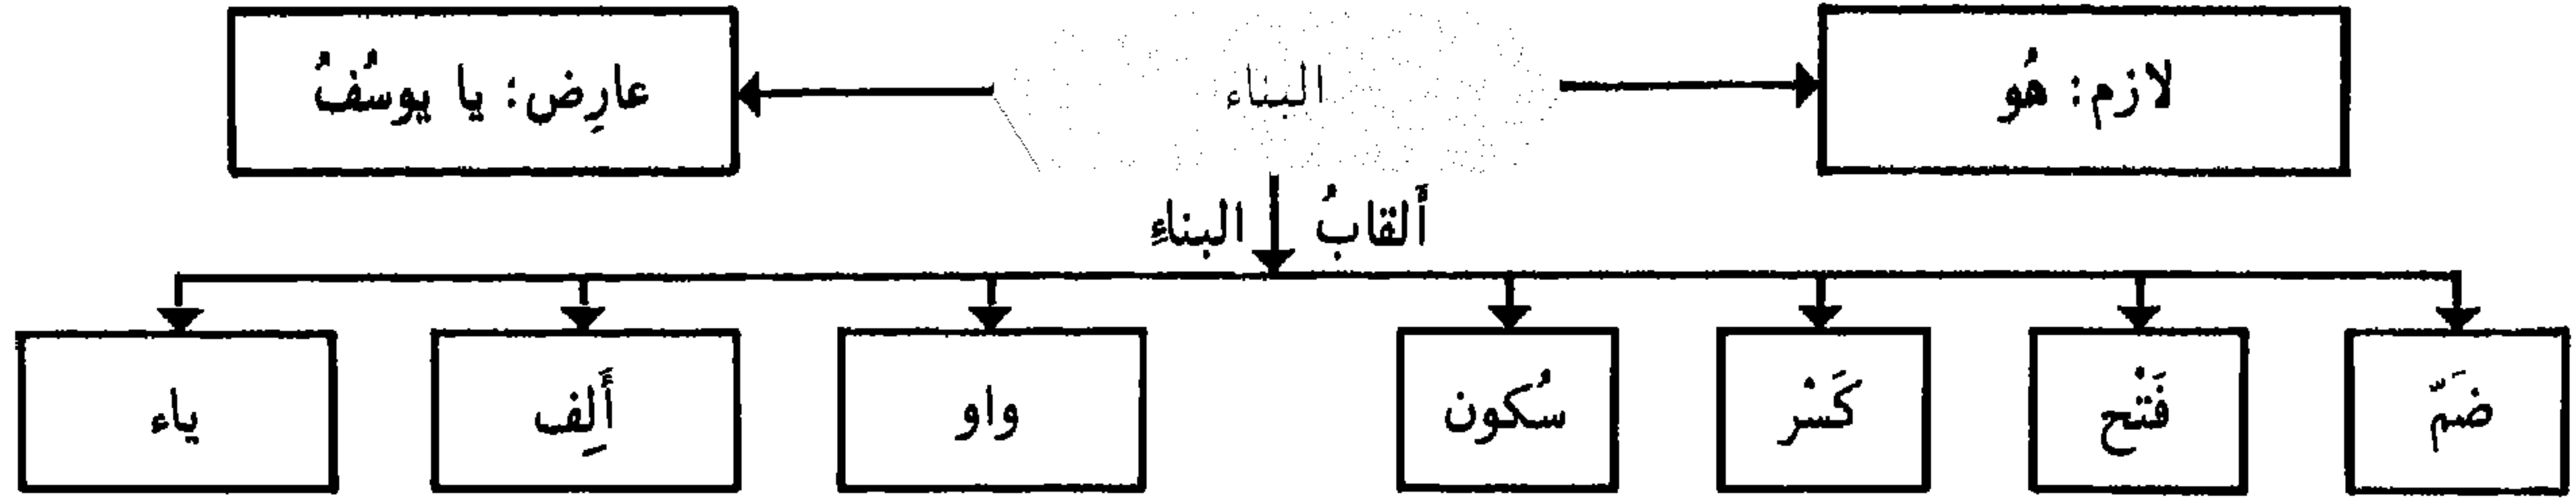 لازم: هُو
البناء
عارِض: يا يوسُفُ
ألقابُ البناءِ
ضَمّ
فَتْح
كَسْر
سُكون
واو
أَلِف
ياء